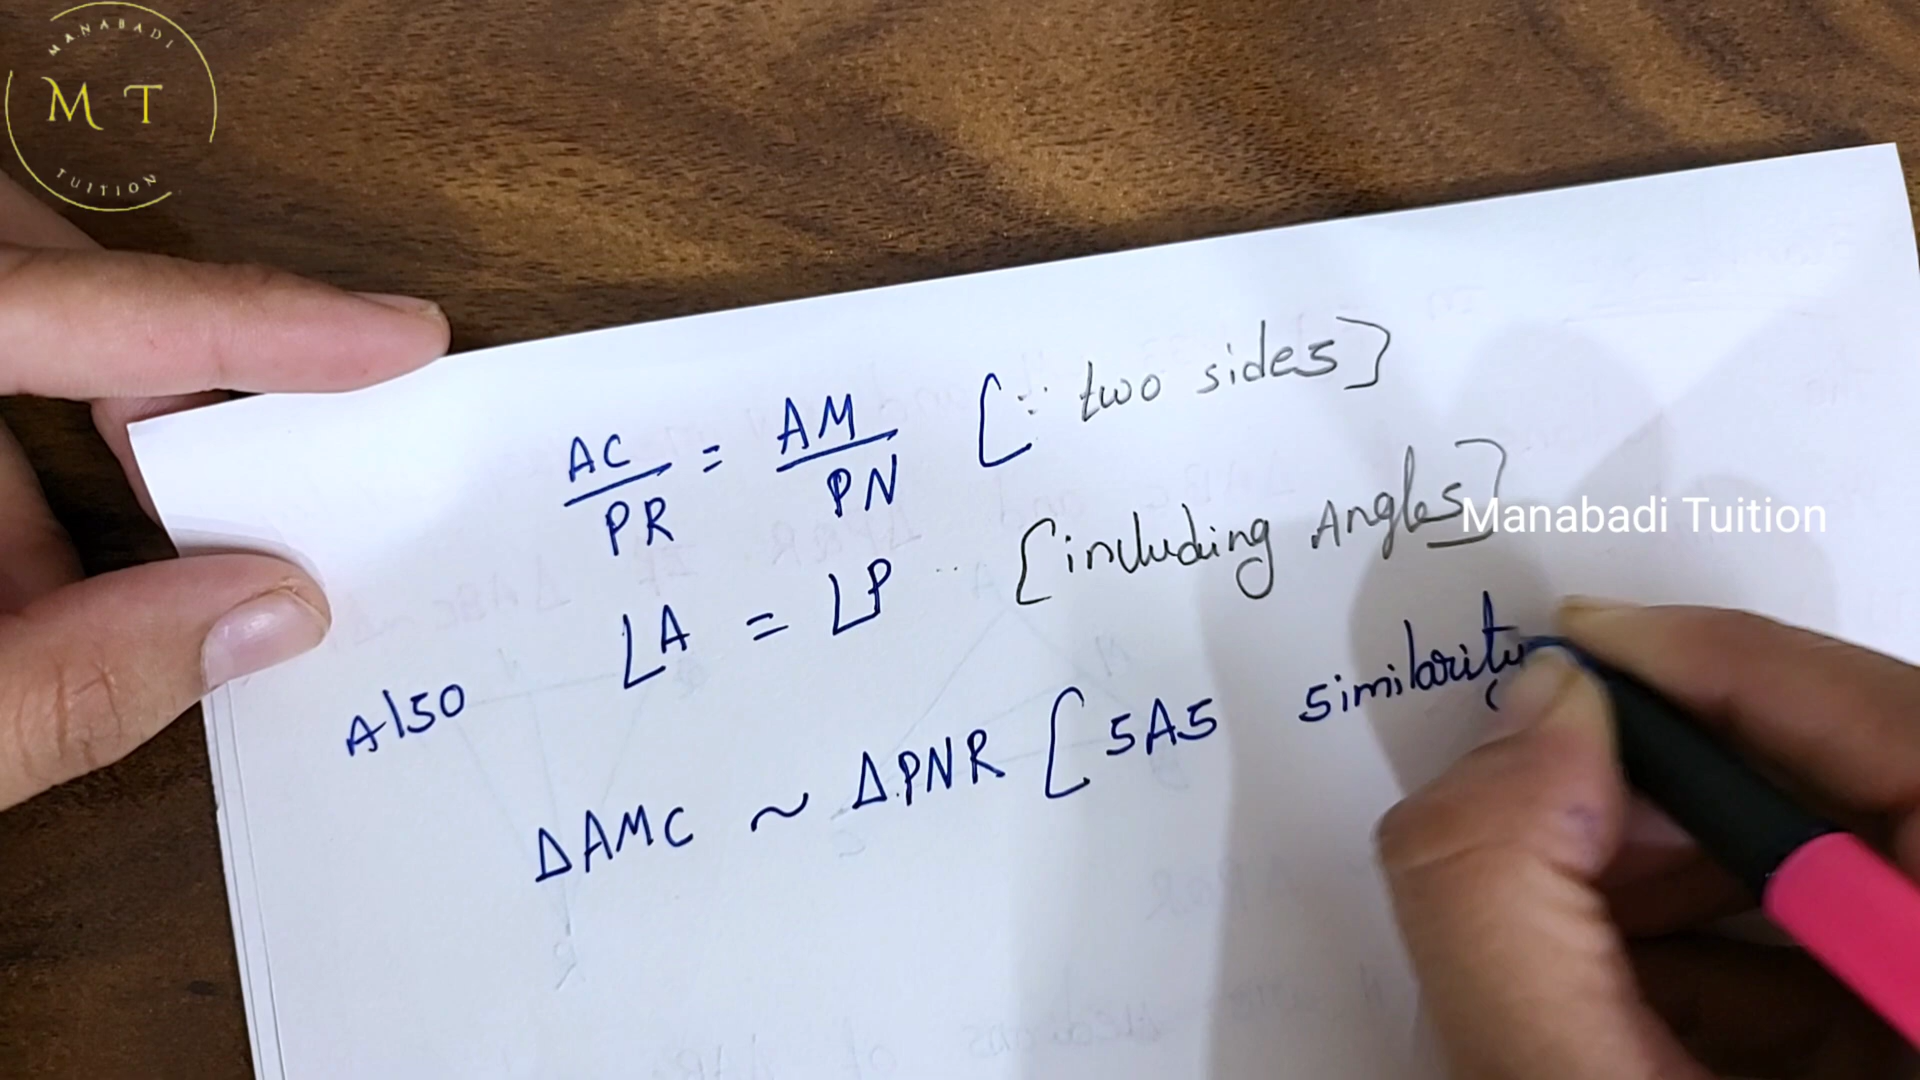 MANABADI
M T
TUITION
AC/PR = AM/PN [∵ two sides]
∠A = ∠P [including Angles]
Manabadi Tuition
Also
ΔAMC ~ ΔPNR [SAS similarity